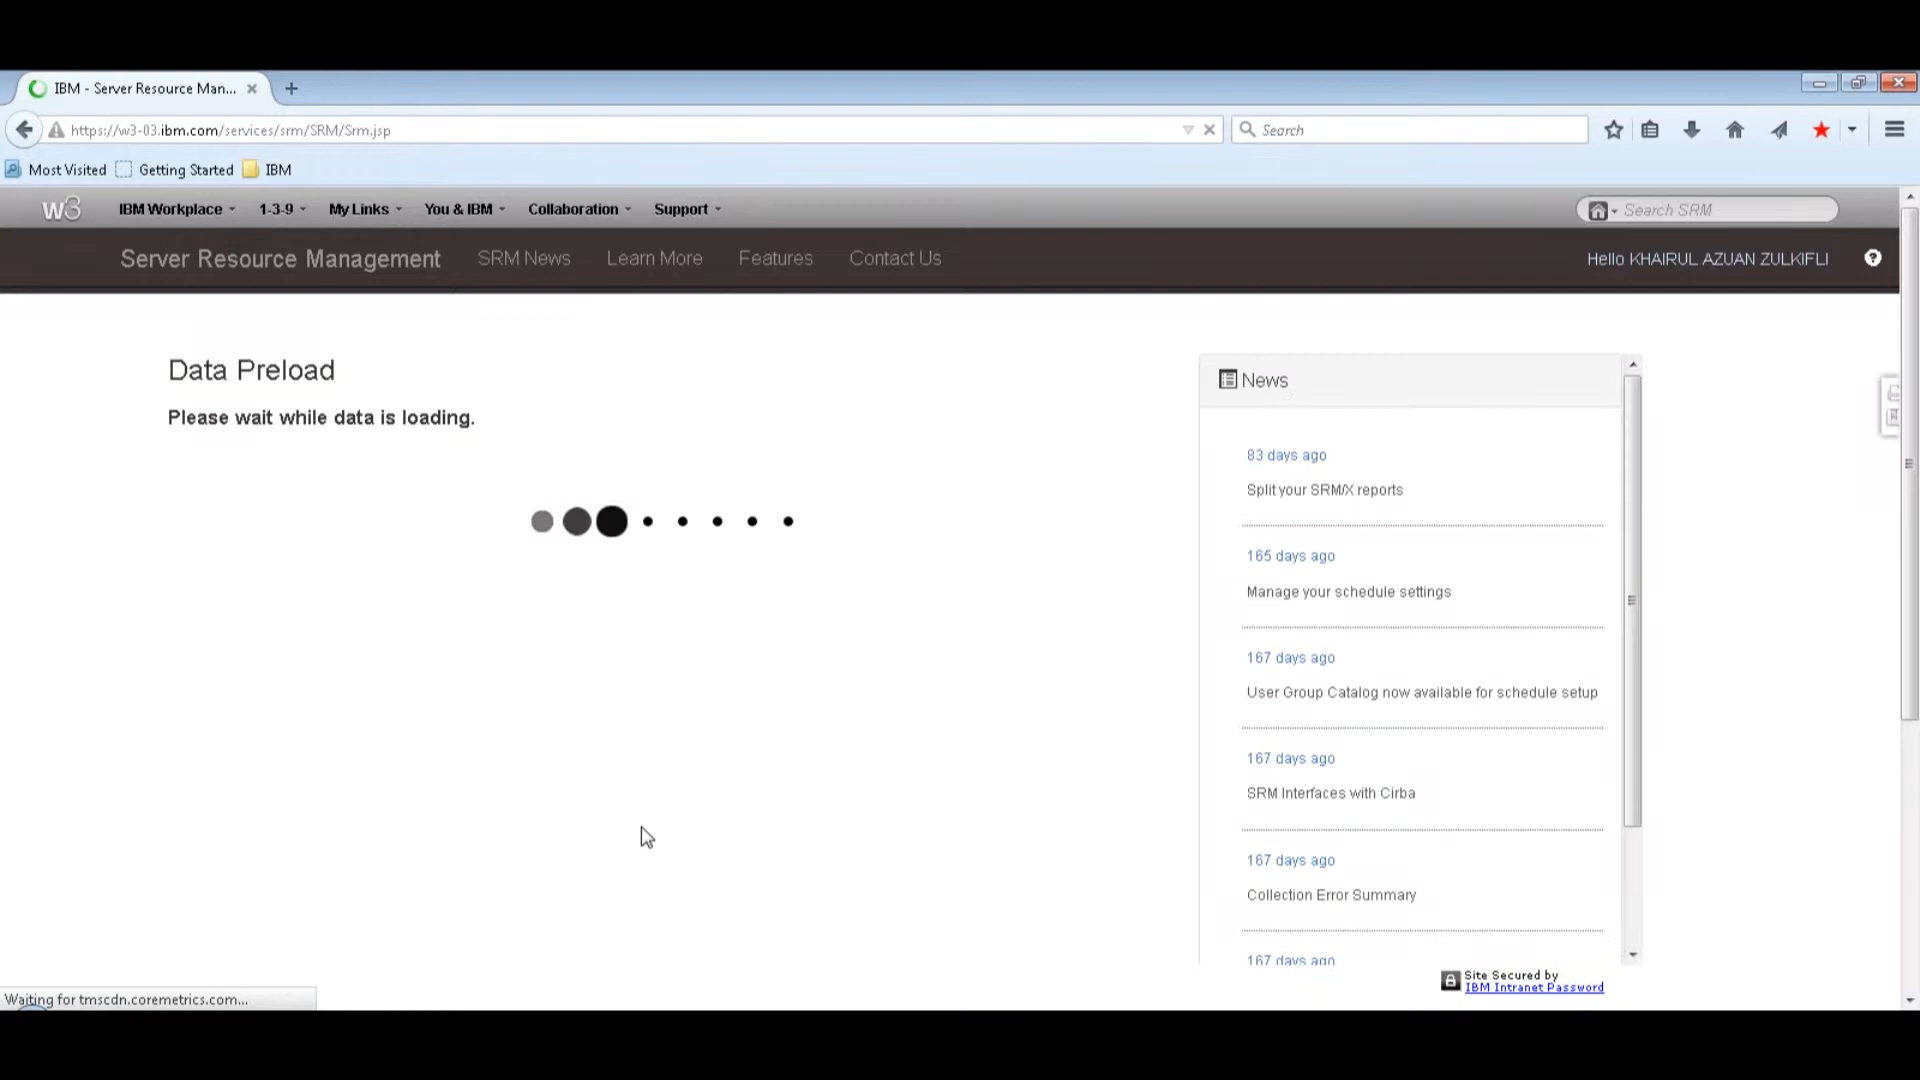 IBM - Server Resource Man...
https://w3-03.ibm.com/services/srm/SRM/Srm.jsp
Search
Most Visited Getting Started IBM
w3 IBM Workplace 1-3-9 My Links You & IBM Collaboration Support Search SRM
Server Resource Management SRM News Learn More Features Contact Us Hello KHAIRUL AZUAN ZULKIFLI ?
Data Preload
Please wait while data is loading.
News
83 days ago
Split your SRM/X reports
165 days ago
Manage your schedule settings
167 days ago
User Group Catalog now available for schedule setup
167 days ago
SRM Interfaces with Cirba
167 days ago
Collection Error Summary
167 days ago
Site Secured by
IBM Intranet Password
Waiting for tmscdn.coremetrics.com...